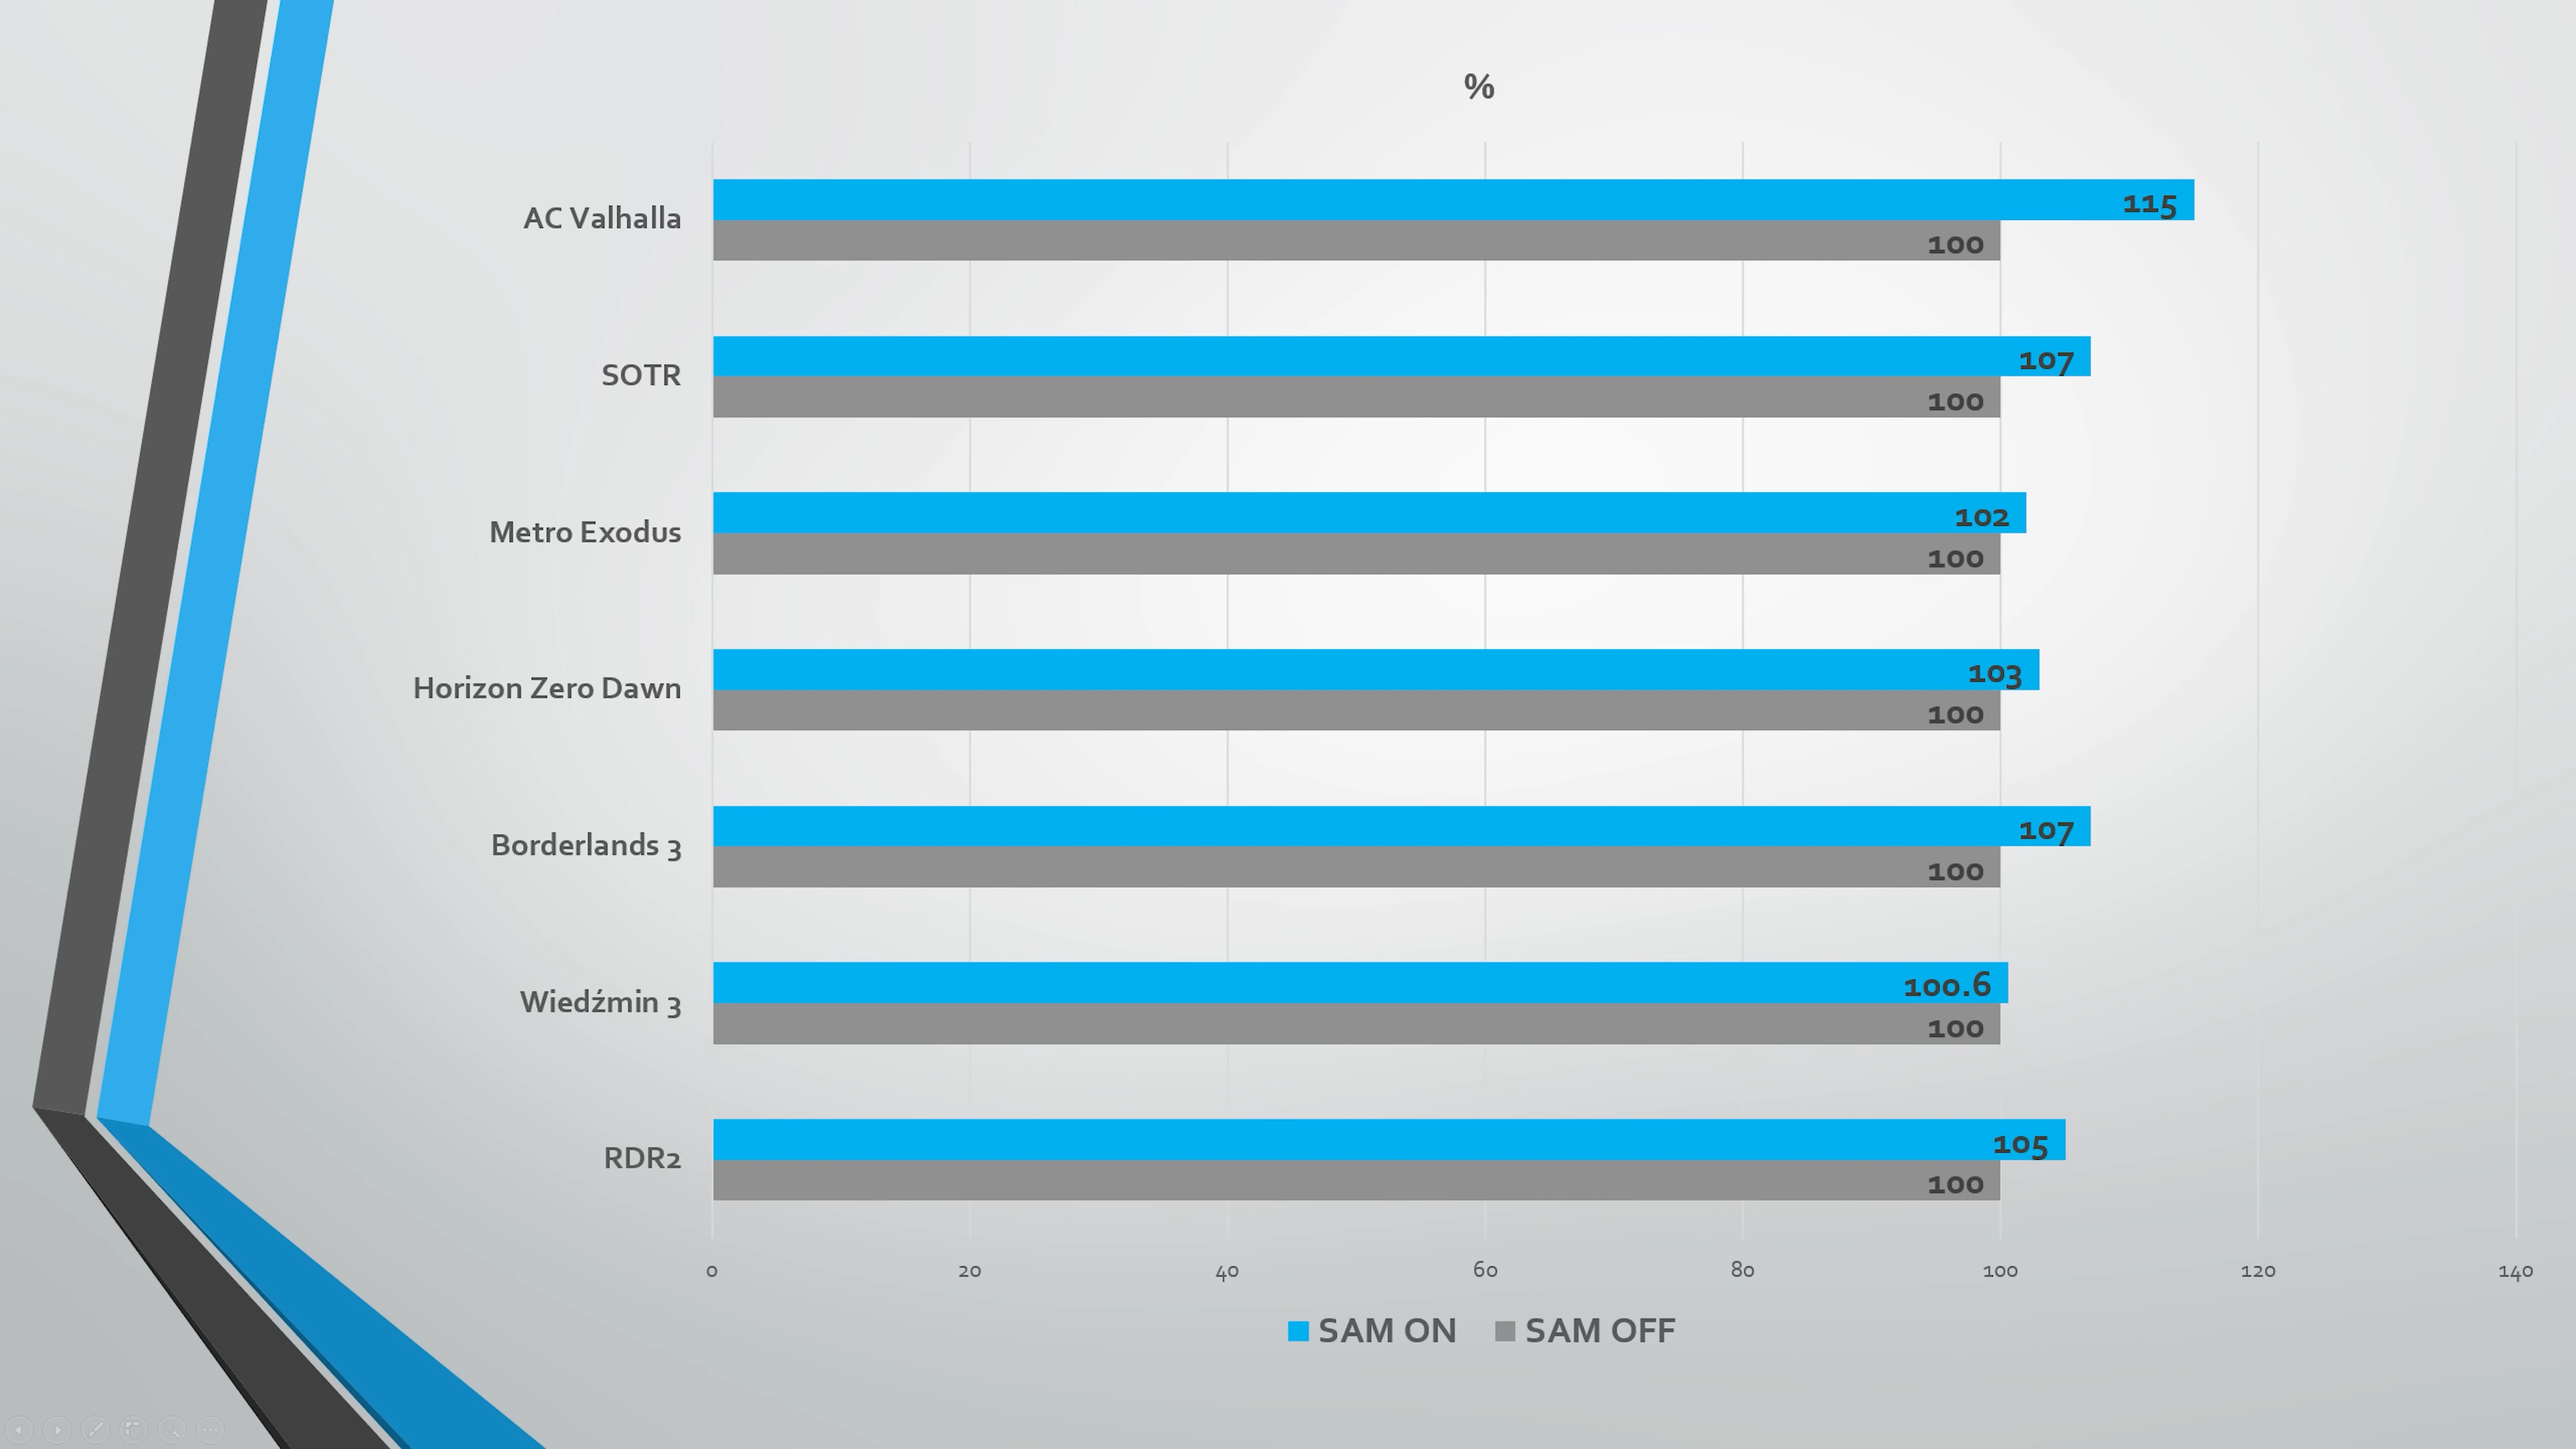 %
AC Valhalla
115
100
SOTR
107
100
Metro Exodus
102
100
Horizon Zero Dawn
103
100
Borderlands 3
107
100
Wiedźmin 3
100.6
100
RDR2
105
100
0 20 40 60 80 100 120 140
SAM ON SAM OFF